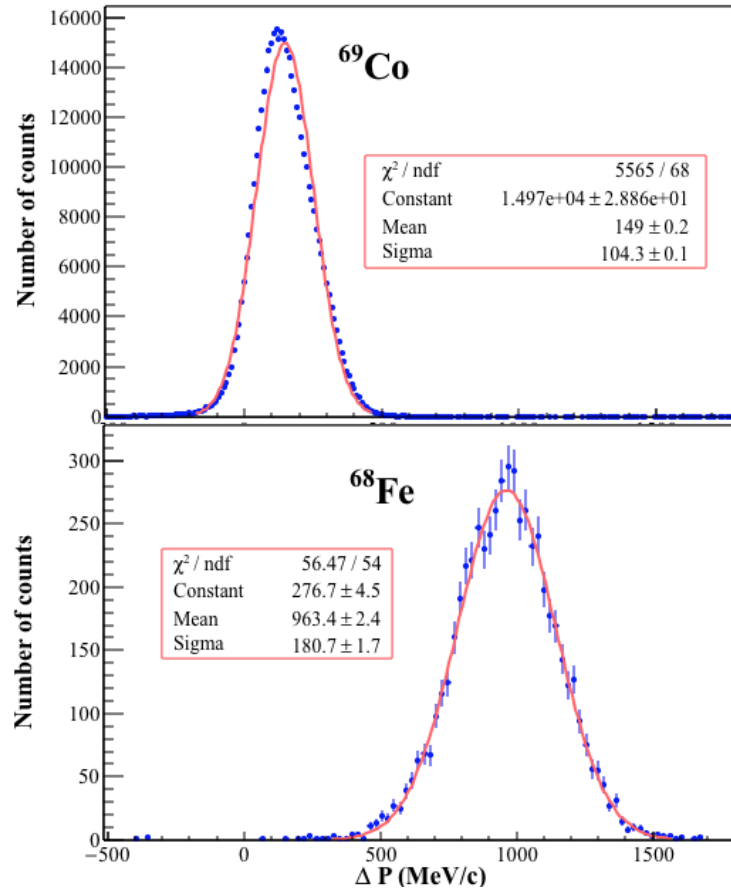 16000
14000
12000
10000
8000
6000
4000
2000
0
Number of counts
⁶⁹Co
χ² / ndf 5565 / 68
Constant 1.497e+04 ± 2.886e+01
Mean 149 ± 0.2
Sigma 104.3 ± 0.1
300
250
200
150
100
50
0
Number of counts
⁶⁸Fe
χ² / ndf 56.47 / 54
Constant 276.7 ± 4.5
Mean 963.4 ± 2.4
Sigma 180.7 ± 1.7
−500 0 500 1000 1500
Δ P (MeV/c)